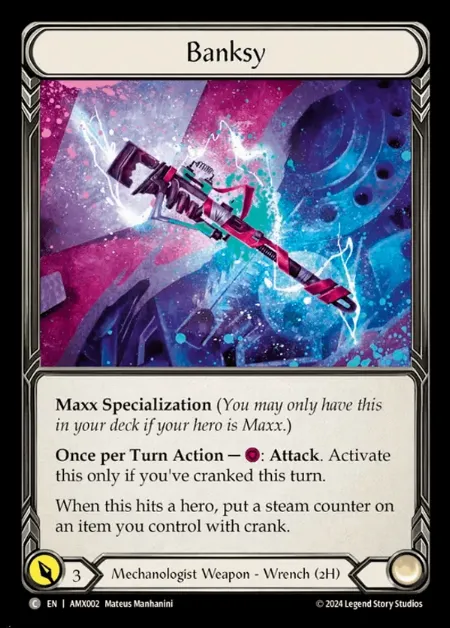 Banksy
Maxx Specialization (You may only have this
in your deck if your hero is Maxx.)
Once per Turn Action — : Attack. Activate
this only if you've cranked this turn.
When this hits a hero, put a steam counter on
an item you control with crank.
3
Mechanologist Weapon - Wrench (2H)
C EN | AMX002 Mateus Manhanini
© 2024 Legend Story Studios